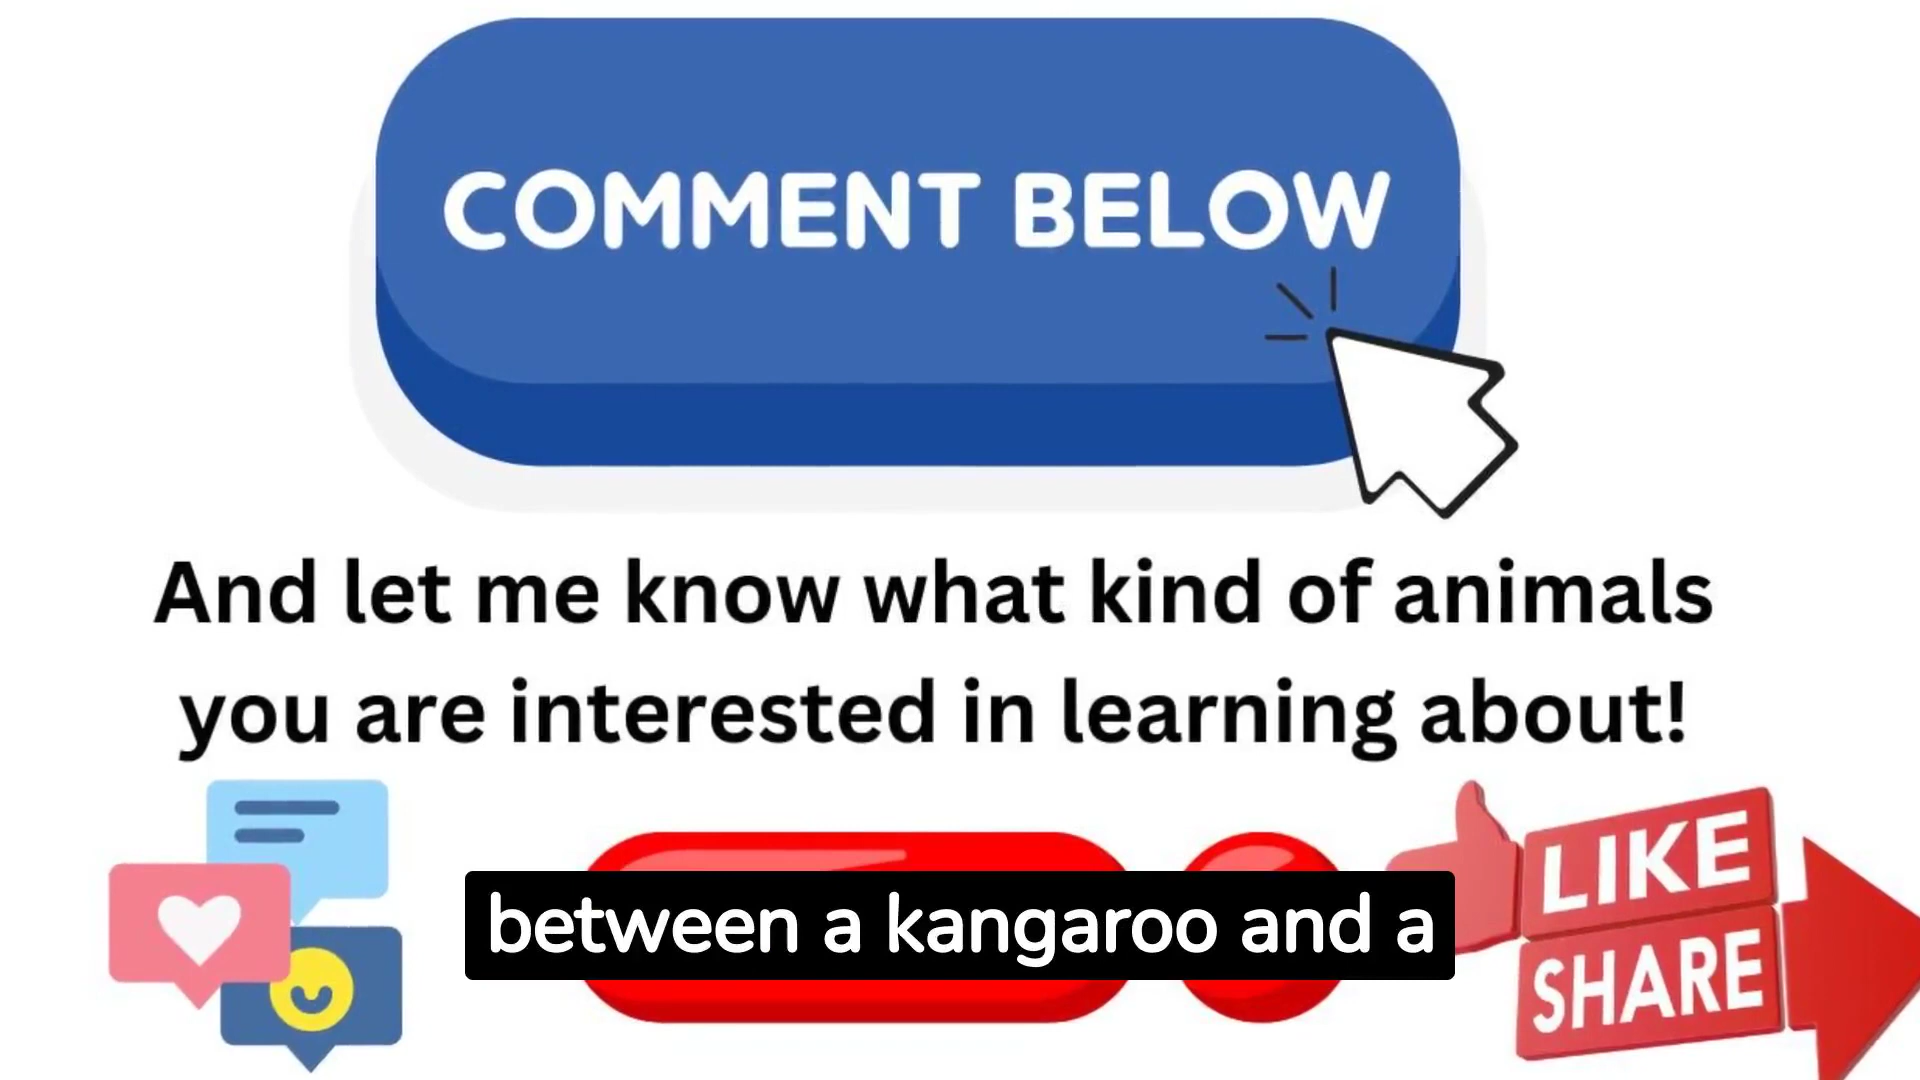 COMMENT BELOW
And let me know what kind of animals
you are interested in learning about!
LIKE
SHARE
between a kangaroo and a